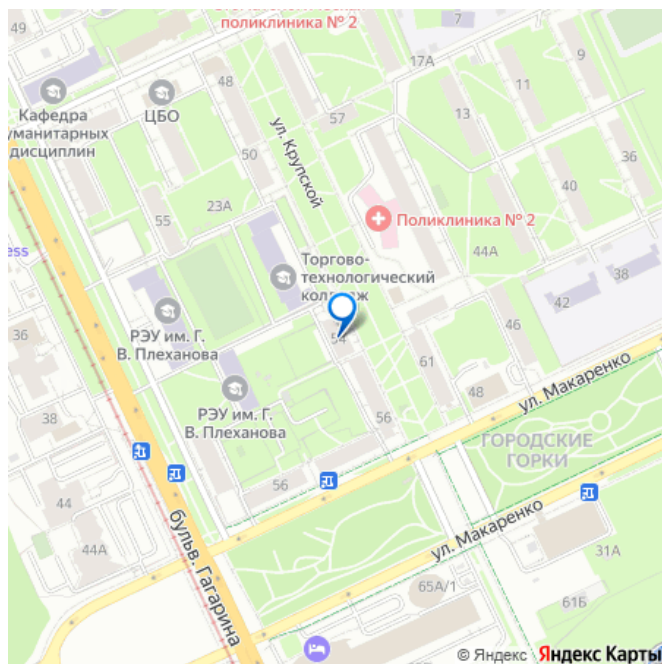 поликлиника № 2
49
7
9
17А
11
48
Кафедра
гуманитарных
дисциплин
ЦБО
57
13
ул. Крупской
50
36
40
23А
55
Поликлиника № 2
44А
Торгово-
технологический
колледж
38
42
36
РЭУ им. Г.
В. Плеханова
54
46
61
ул. Макаренко
РЭУ им. Г.
В. Плеханова
48
38
56
ГОРОДСКИЕ
ГОРКИ
44
56
бульв. Гагарина
ул. Макаренко
44А
31А
65А/1
61Б
© Яндекс Яндекс Карты